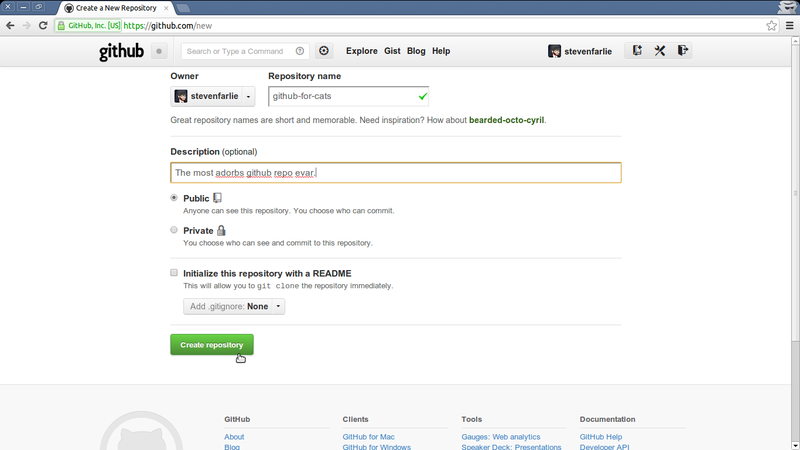 Create a New Repository
GitHub, Inc. [US] https://github.com/new
github
Search or Type a Command
Explore Gist Blog Help
stevenfarlie
Owner Repository name
stevenfarlie github-for-cats
Great repository names are short and memorable. Need inspiration? How about bearded-octo-cyril.
Description (optional)
The most adorbs github repo evar.
Public
Anyone can see this repository. You choose who can commit.
Private
You choose who can see and commit to this repository.
Initialize this repository with a README
This will allow you to git clone the repository immediately.
Add .gitignore: None
Create repository
GitHub Clients Tools Documentation
About GitHub for Mac Gauges: Web analytics GitHub Help
Blog GitHub for Windows Speaker Deck: Presentations Developer API